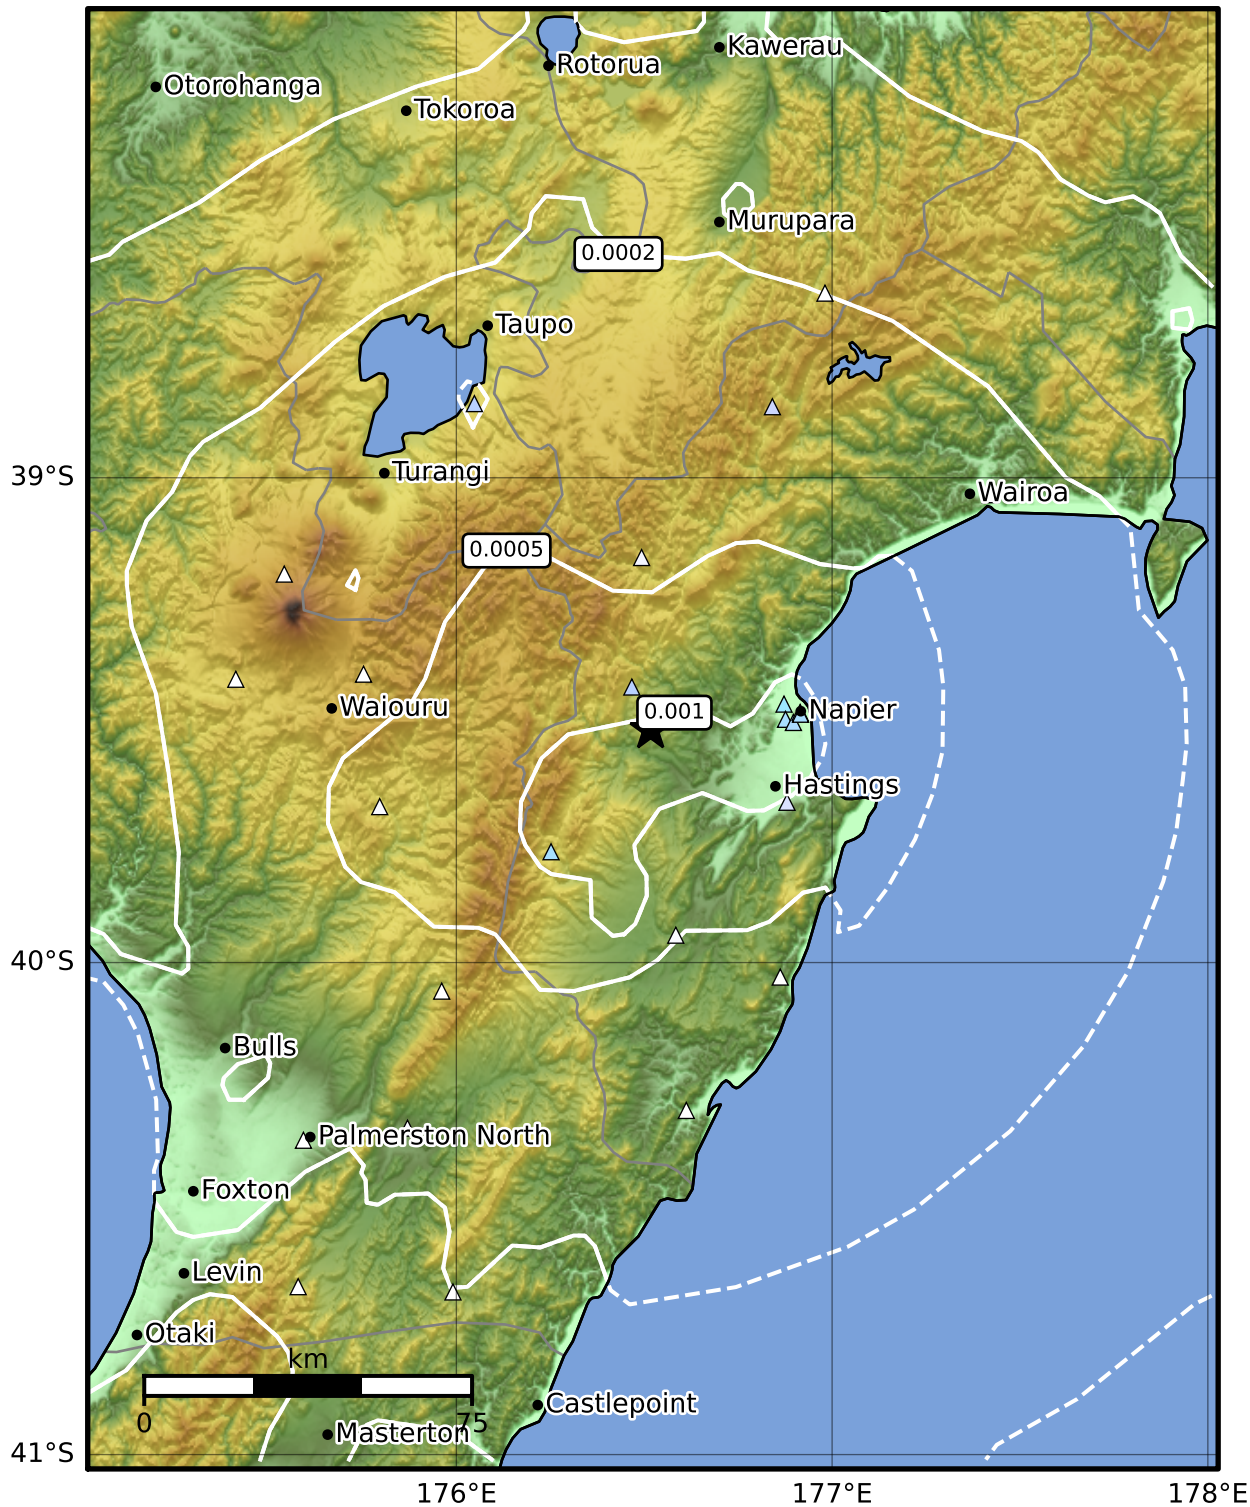 Kawerau
Rotorua
Otorohanga
Tokoroa
Murupara
0.0002
Taupo
39°S
Turangi
Wairoa
0.0005
Waiouru
0.001
Napier
Hastings
40°S
Bulls
Palmerston North
Foxton
Levin
Otaki
km
0
75
Castlepoint
Masterton
41°S
176°E
177°E
178°E